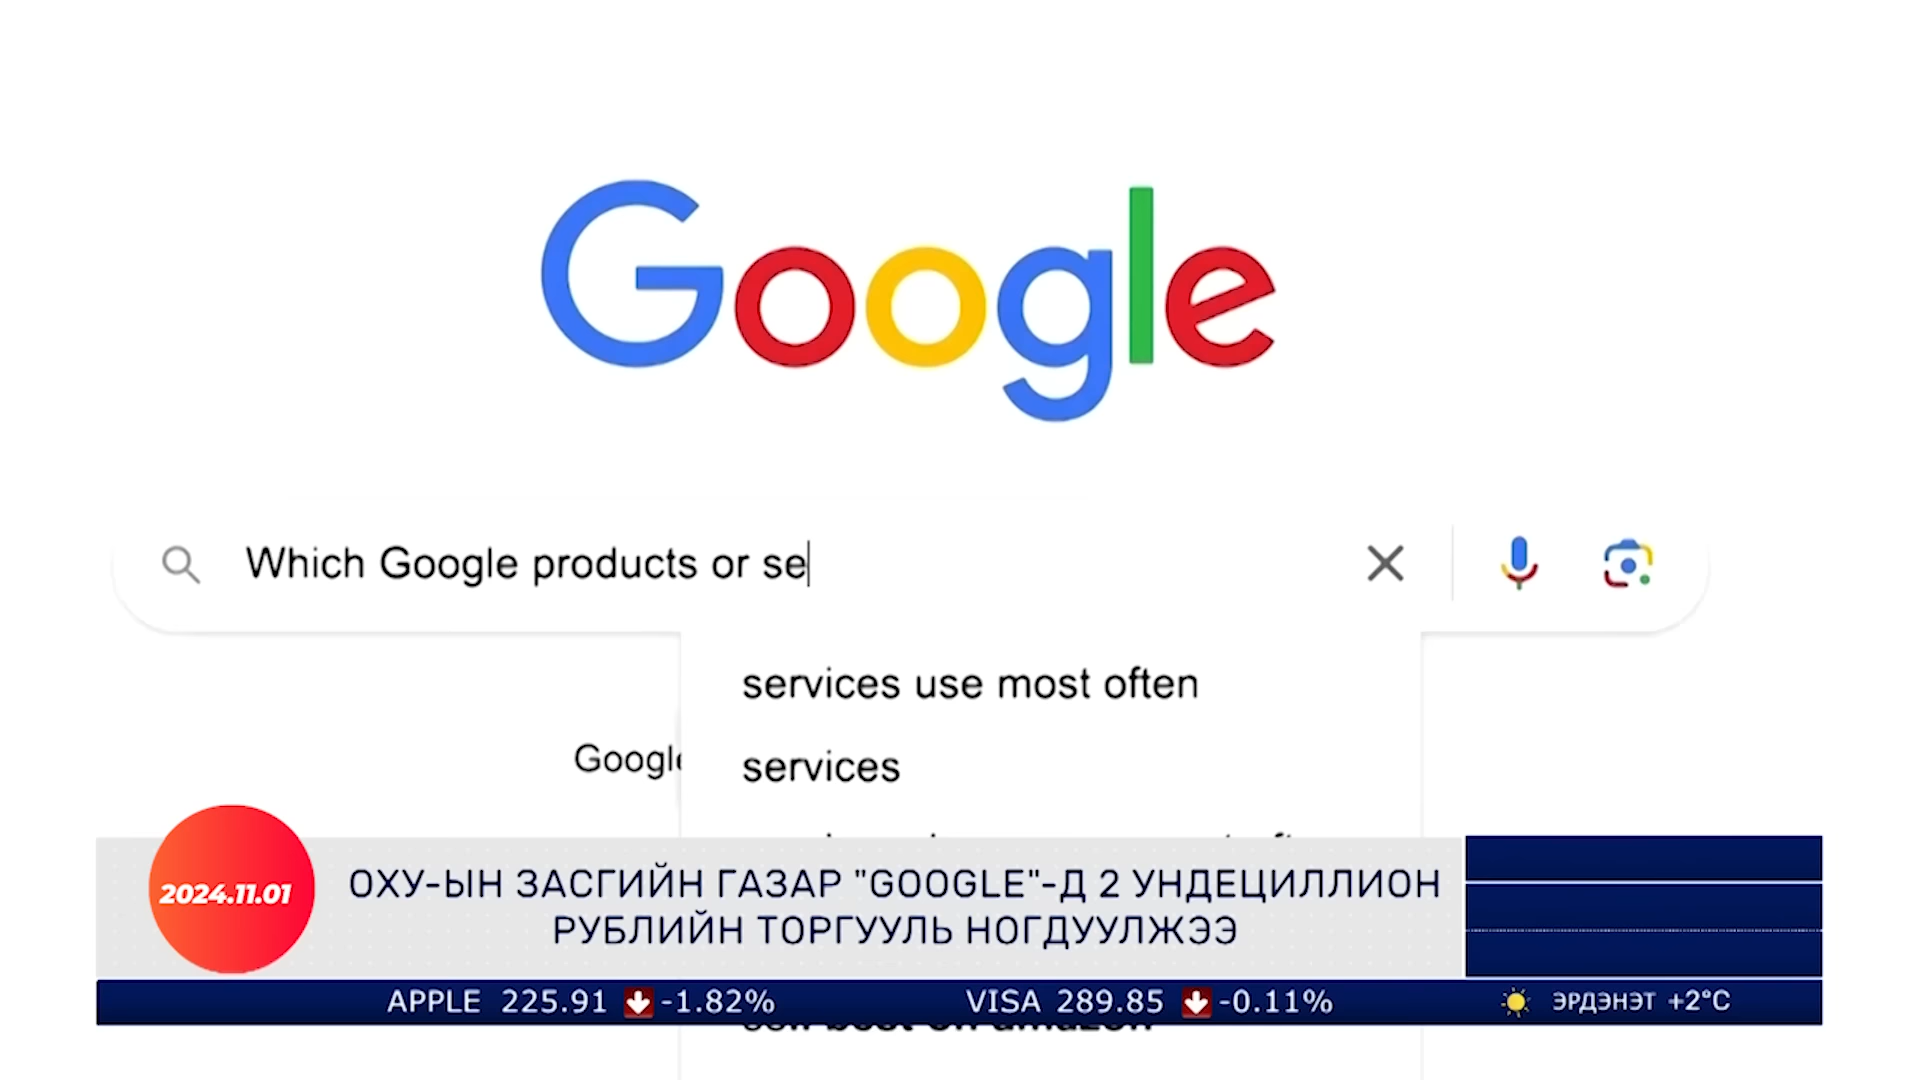 Google
Which Google products or se
services use most often
services
Google
2024.11.01
ОХУ-ЫН ЗАСГИЙН ГАЗАР "GOOGLE"-Д 2 УНДЕЦИЛЛИОН
РУБЛИЙН ТОРГУУЛЬ НОГДУУЛЖЭЭ
APPLE 225.91 -1.82% VISA 289.85 -0.11% ЭРДЭНЭТ +2°C